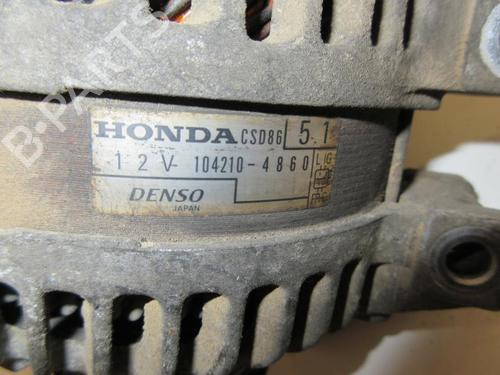 HONDA CSD86 5.1
12V 104210-4860
DENSO
JAPAN
B-PARTS